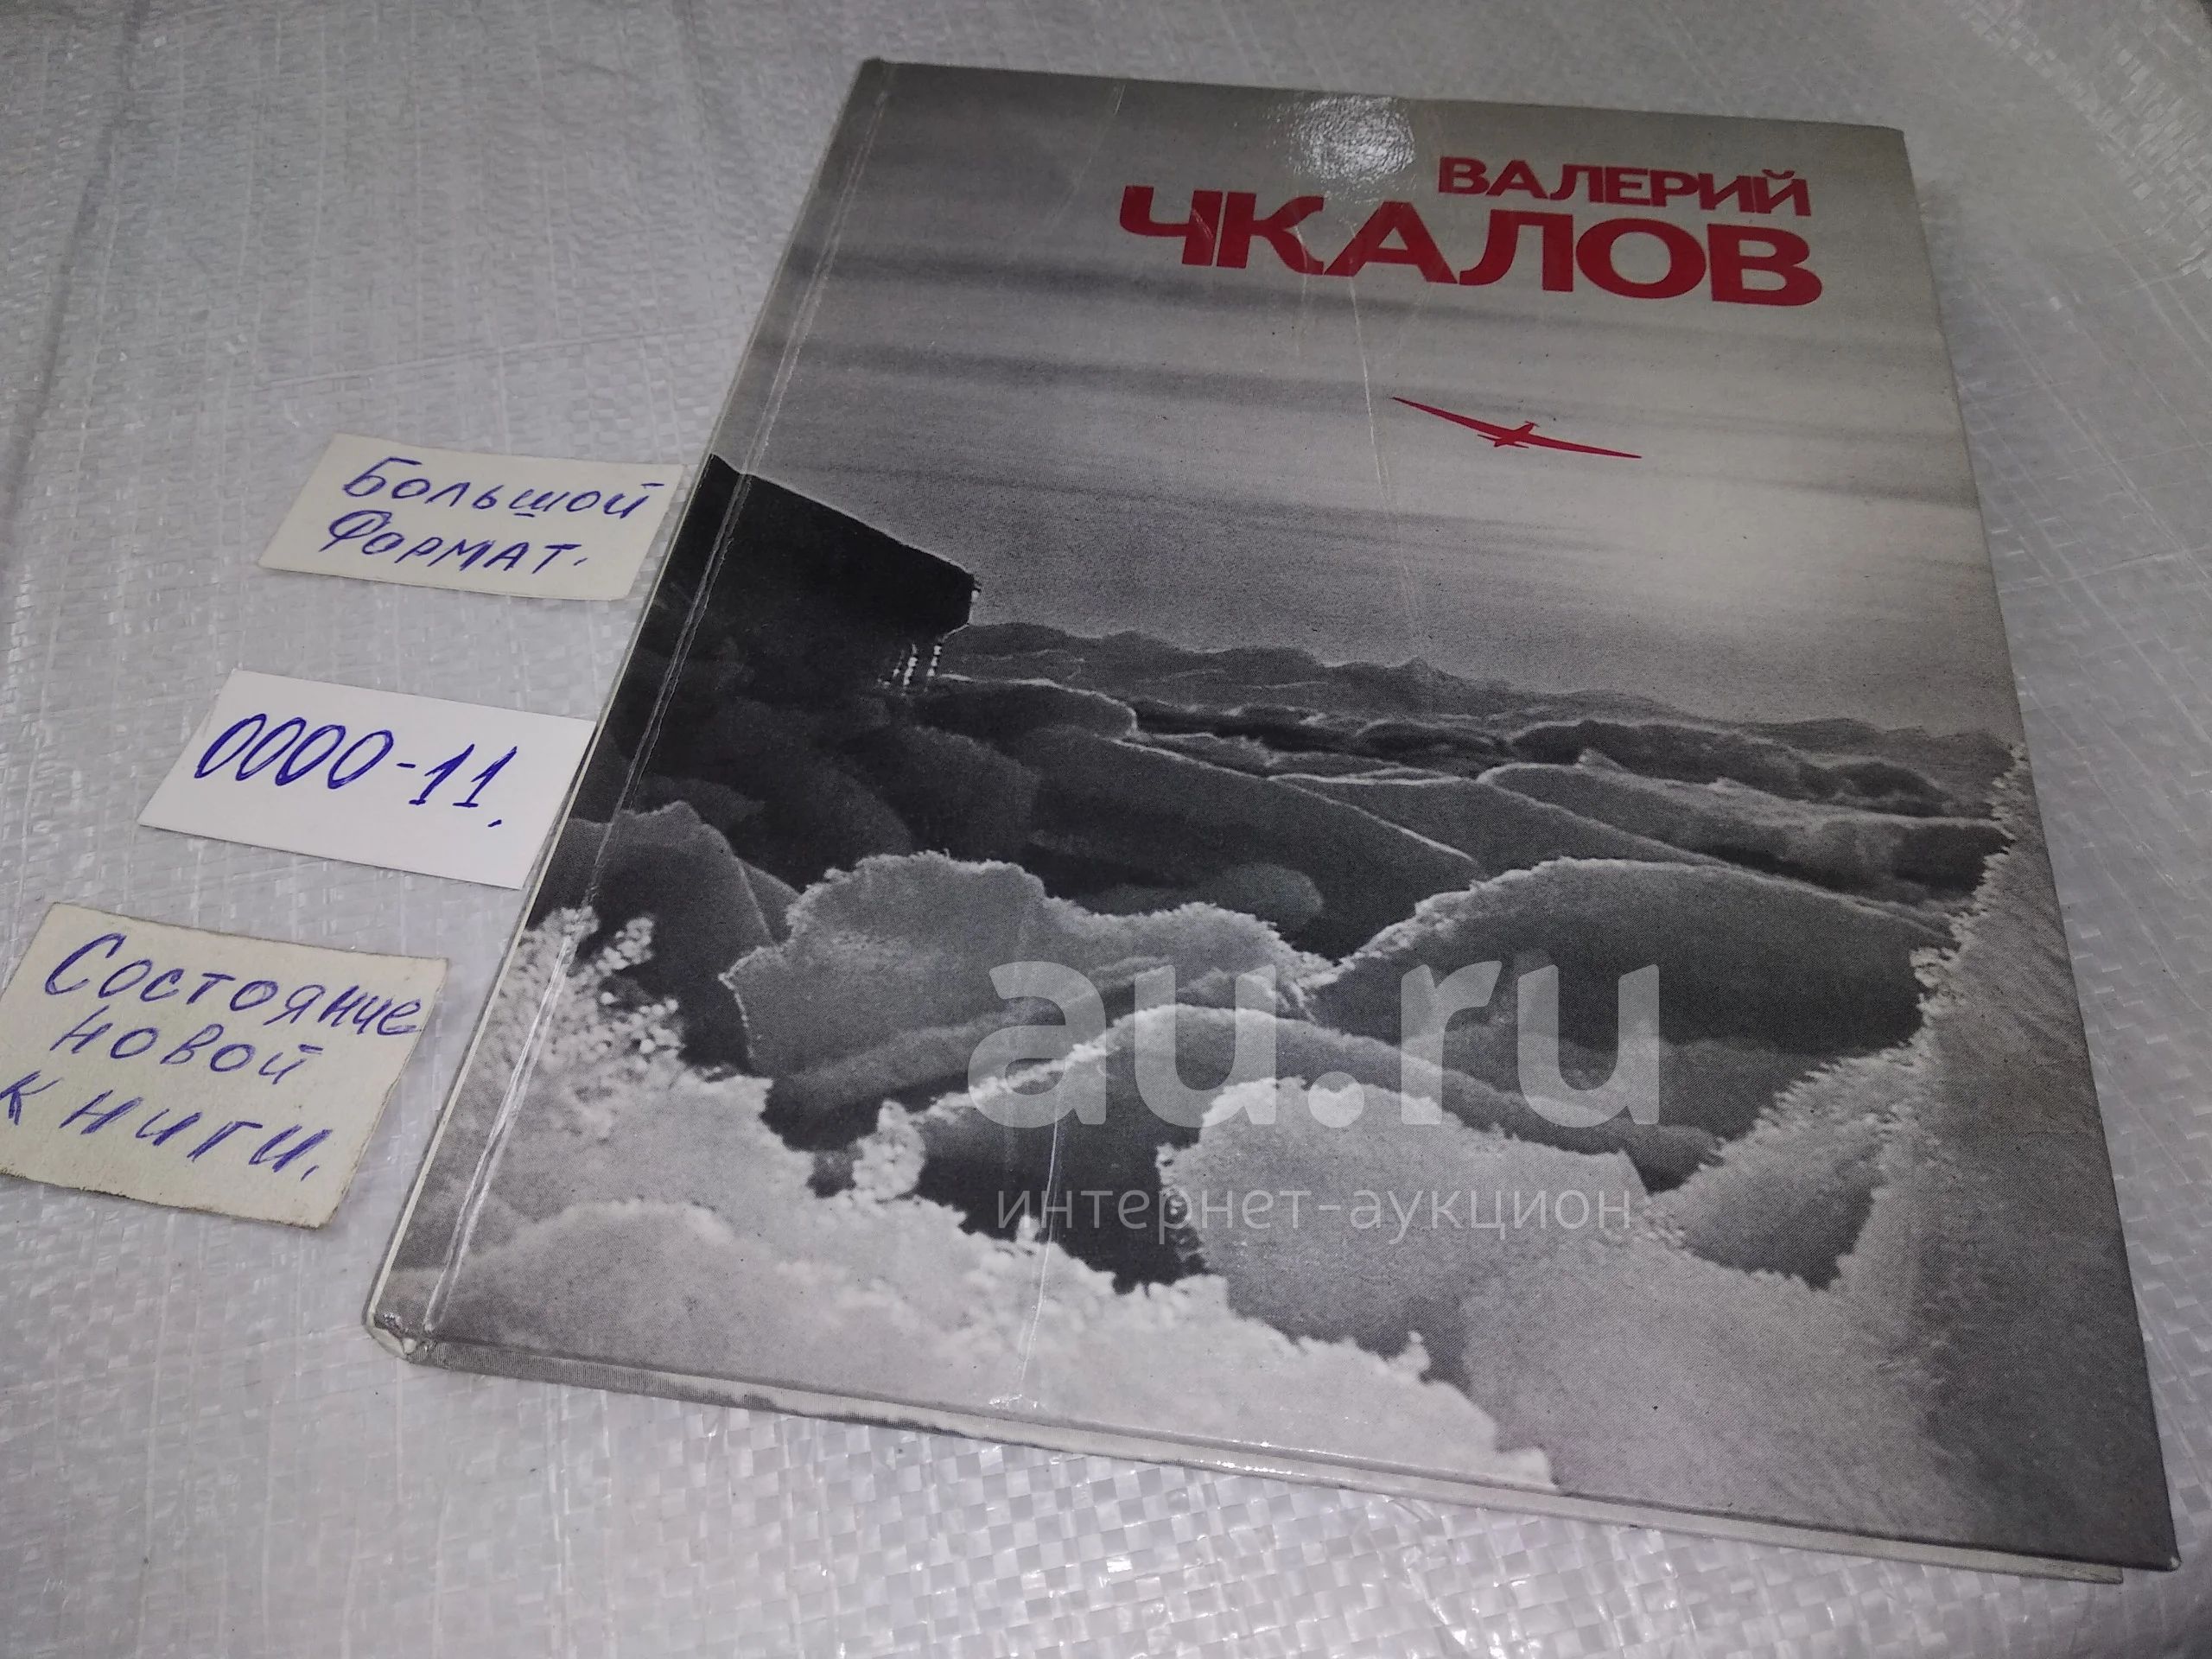 ВАЛЕРИЙ
ЧКАЛОВ
Большой
Формат.
0000-11.
Состояние
новой
книги.
au.ru
интернет-аукцион